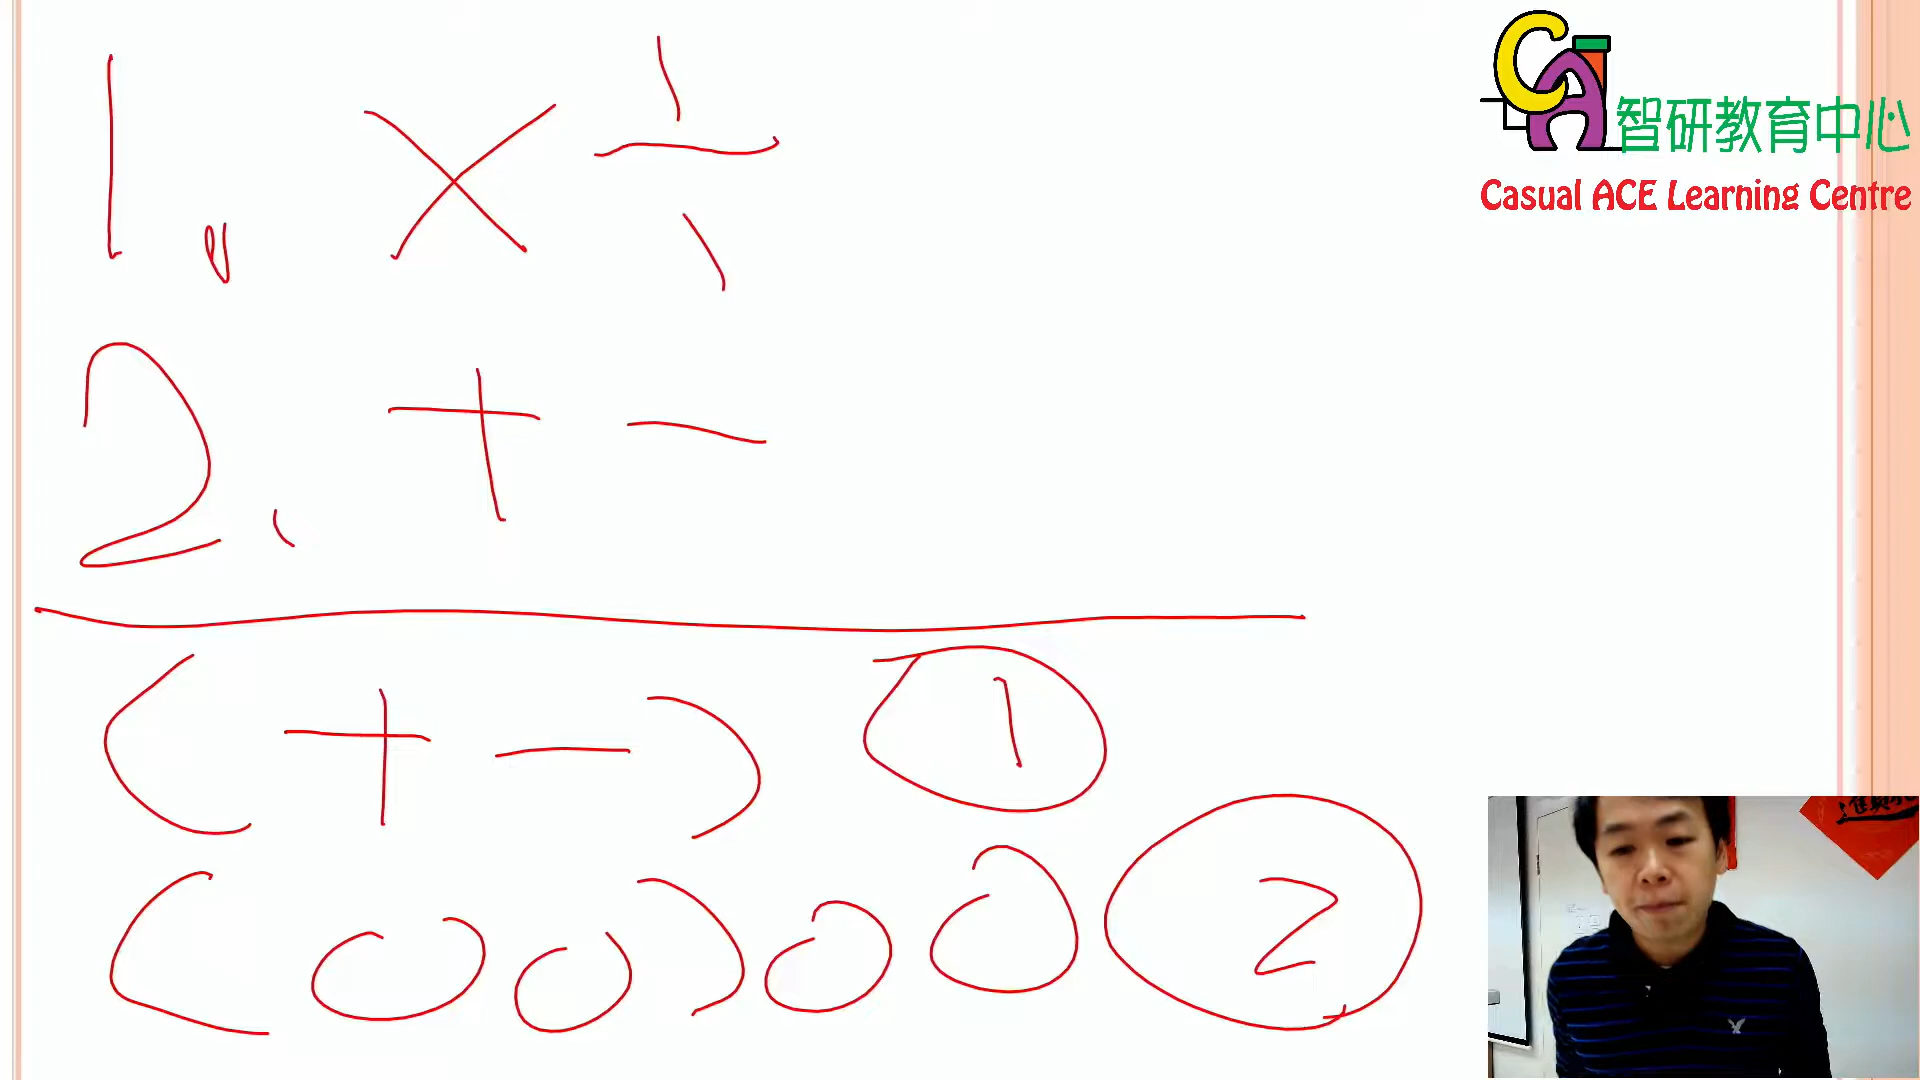 智研教育中心
Casual ACE Learning Centre
1. × ÷
2. + −
( + − ) ①
( ○ ○ ) ○ ○ ②